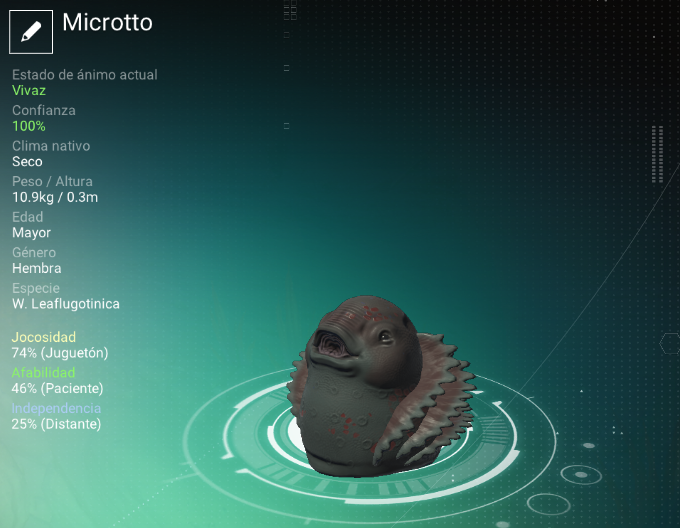 Microtto
Estado de ánimo actual
Vivaz
Confianza
100%
Clima nativo
Seco
Peso / Altura
10.9kg / 0.3m
Edad
Mayor
Género
Hembra
Especie
W. Leaflugotinica
Jocosidad
74% (Juguetón)
Afabilidad
46% (Paciente)
Independencia
25% (Distante)